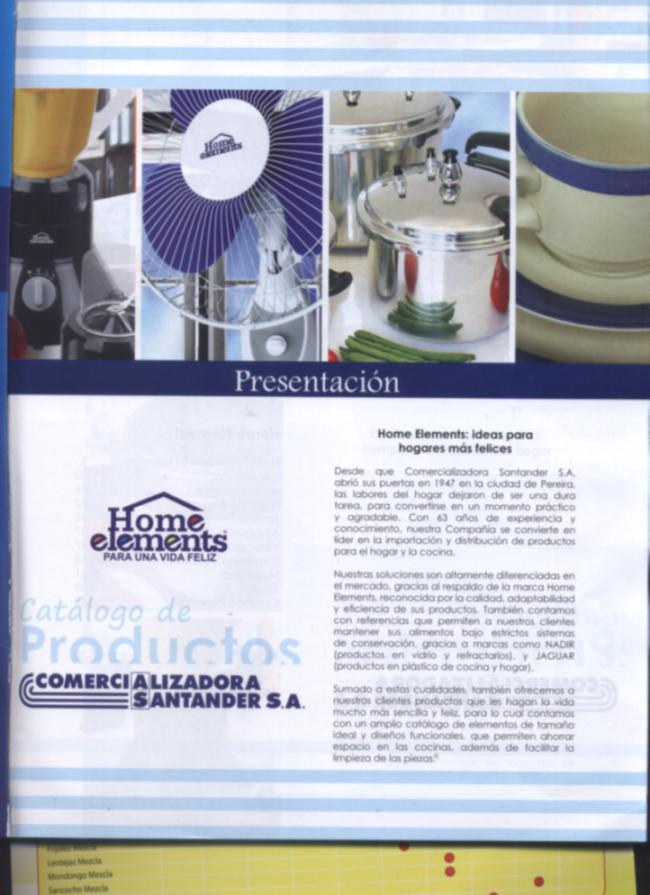 Home
elements
Home
elements
Presentación
Home Elements: ideas para
hogares más felices
Desde que Comercializadora Santander S.A.
abrió sus puertas en 1947 en la ciudad de Pereira,
las labores del hogar dejaron de ser una dura
tarea, para convertirse en un momento práctico
y agradable. Con 63 años de experiencia y
conocimiento, nuestra Compañía se convierte en
líder en la importación y distribución de productos
para el hogar y la cocina.
Nuestras soluciones son altamente diferenciadas en
el mercado, gracias al respaldo de la marca Home
Elements, reconocida por la calidad, adaptabilidad
y eficiencia de sus productos. También contamos
con referencias que permiten a nuestros clientes
mantener sus alimentos bajo estrictos sistemas
de conservación, gracias a marcas como NADIR
(productos en vidrio y refractarios), y JAGUAR
(productos en plástico de cocina y hogar).
Sumado a estas cualidades, también ofrecemos a
nuestros clientes productos que les hagan la vida
mucho más sencilla y feliz, para lo cual contamos
con un amplio catálogo de elementos de tamaño
ideal y diseños funcionales, que permiten ahorrar
espacio en las cocinas, además de facilitar la
limpieza de las piezas.
Home
elements
PARA UNA VIDA FELIZ
Catálogo de
Productos
COMERCIALIZADORA
SANTANDER S.A.
Frijoles Mezcla
Lentejas Mezcla
Mondongo Mezcla
Sancocho Mezcla